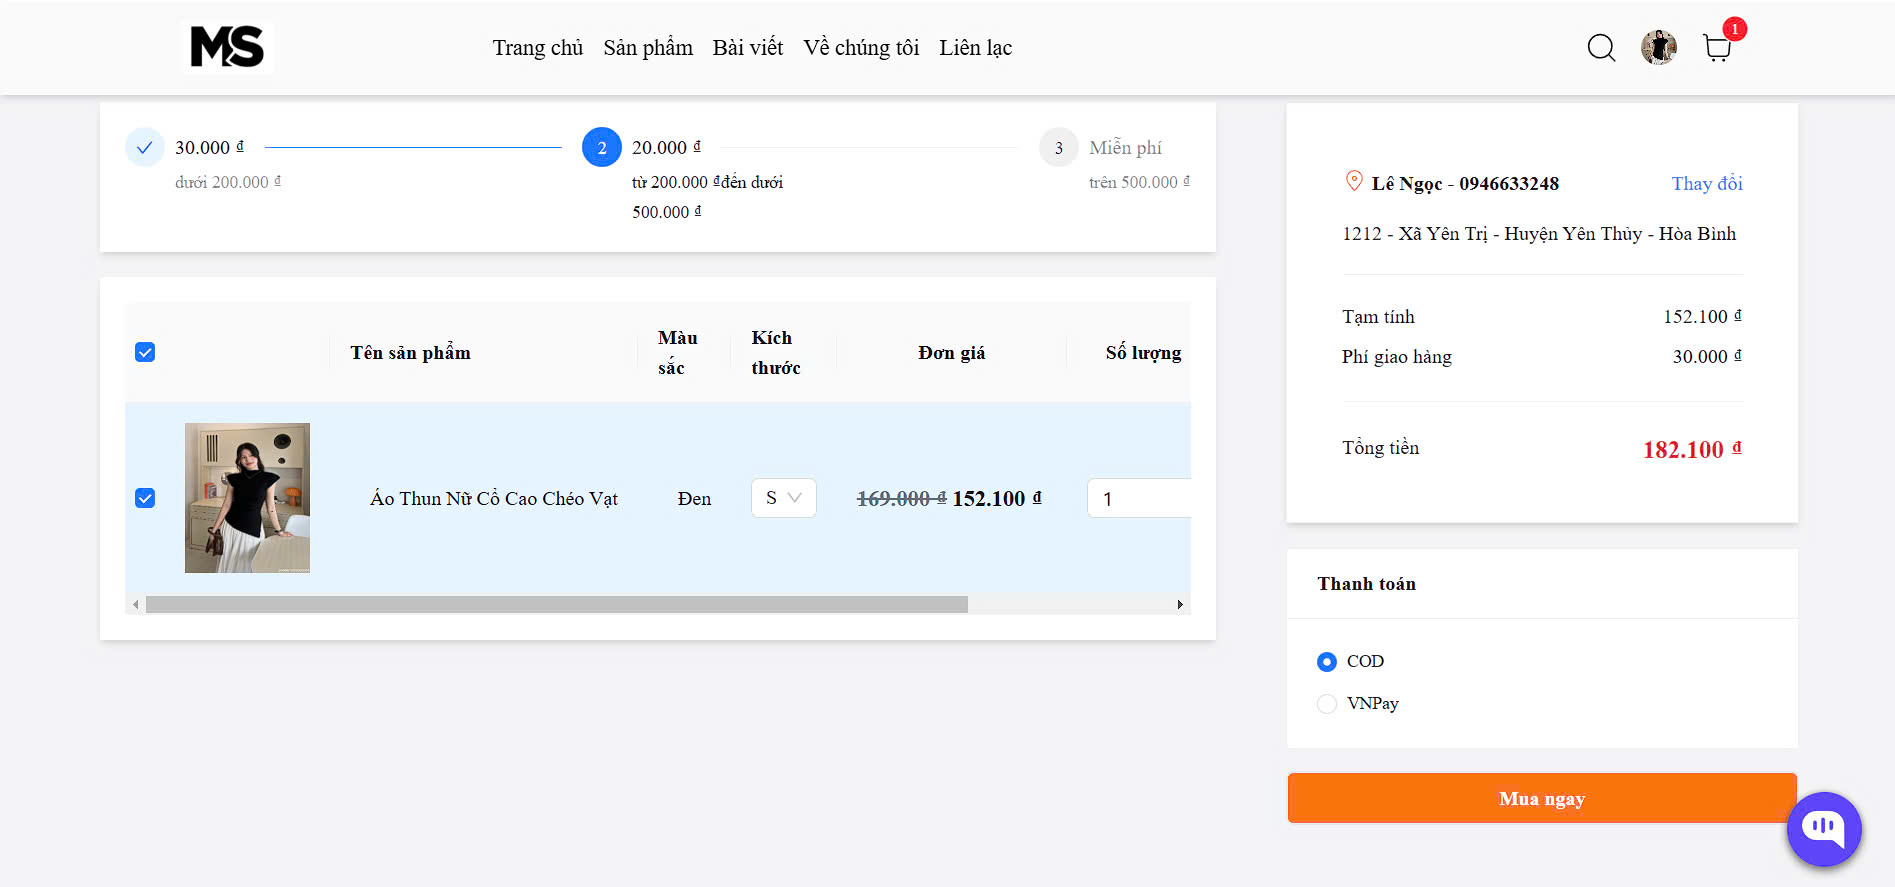 MS
Trang chủ Sản phẩm Bài viết Về chúng tôi Liên lạc
1
30.000 ₫
dưới 200.000 ₫
2
20.000 ₫
từ 200.000 ₫đến dưới
500.000 ₫
3
Miễn phí
trên 500.000 ₫
Tên sản phẩm
Màu
sắc
Kích
thước
Đơn giá
Số lượng
Áo Thun Nữ Cổ Cao Chéo Vạt
Đen
S
169.000 ₫ 152.100 ₫
1
Lê Ngọc - 0946633248
Thay đổi
1212 - Xã Yên Trị - Huyện Yên Thủy - Hòa Bình
Tạm tính
152.100 ₫
Phí giao hàng
30.000 ₫
Tổng tiền
182.100 ₫
Thanh toán
COD
VNPay
Mua ngay